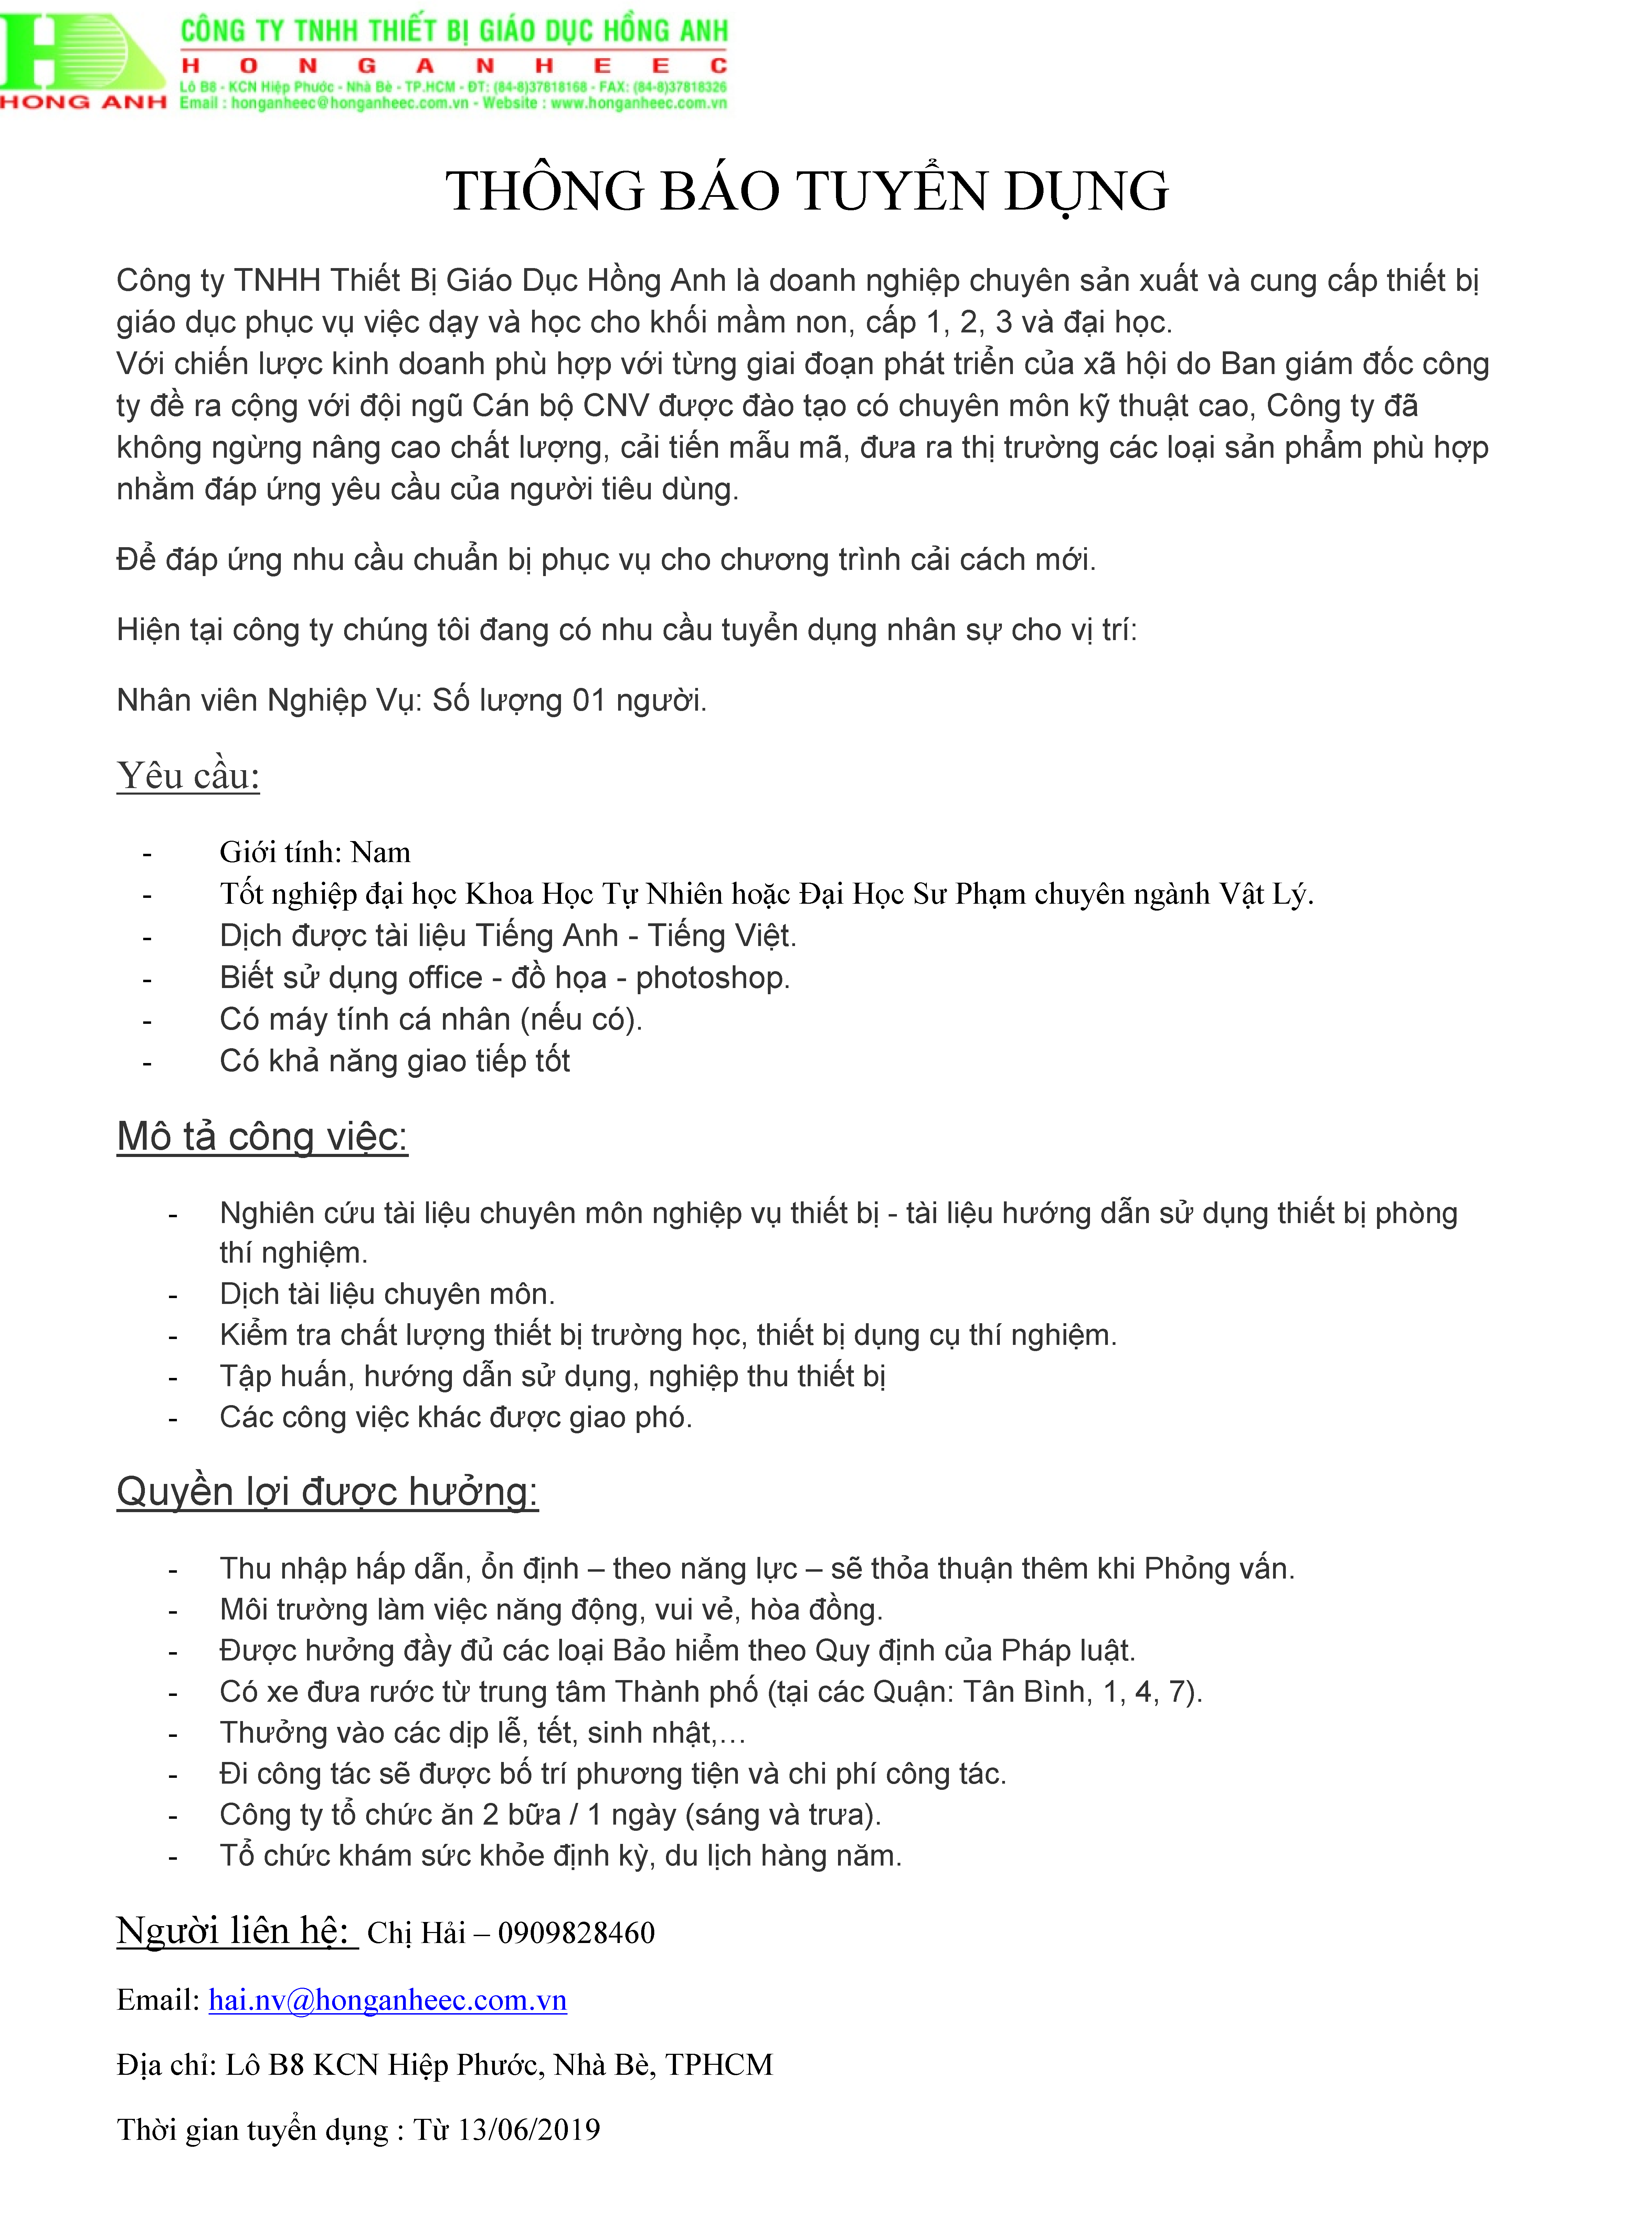 CÔNG TY TNHH THIẾT BỊ GIÁO DỤC HỒNG ANH
HONGANHEEC
Lô B8 - KCN Hiệp Phước - Nhà Bè - TP.HCM - ĐT: (84-8)37818168 - FAX: (84-8)37818326
HONG ANH
Email : honganheec@honganheec.com.vn - Website : www.honganheec.com.vn
THÔNG BÁO TUYỂN DỤNG
Công ty TNHH Thiết Bị Giáo Dục Hồng Anh là doanh nghiệp chuyên sản xuất và cung cấp thiết bị
giáo dục phục vụ việc dạy và học cho khối mầm non, cấp 1, 2, 3 và đại học.
Với chiến lược kinh doanh phù hợp với từng giai đoạn phát triển của xã hội do Ban giám đốc công
ty đề ra cộng với đội ngũ Cán bộ CNV được đào tạo có chuyên môn kỹ thuật cao, Công ty đã
không ngừng nâng cao chất lượng, cải tiến mẫu mã, đưa ra thị trường các loại sản phẩm phù hợp
nhằm đáp ứng yêu cầu của người tiêu dùng.
Để đáp ứng nhu cầu chuẩn bị phục vụ cho chương trình cải cách mới.
Hiện tại công ty chúng tôi đang có nhu cầu tuyển dụng nhân sự cho vị trí:
Nhân viên Nghiệp Vụ: Số lượng 01 người.
Yêu cầu:
- Giới tính: Nam
- Tốt nghiệp đại học Khoa Học Tự Nhiên hoặc Đại Học Sư Phạm chuyên ngành Vật Lý.
- Dịch được tài liệu Tiếng Anh - Tiếng Việt.
- Biết sử dụng office - đồ họa - photoshop.
- Có máy tính cá nhân (nếu có).
- Có khả năng giao tiếp tốt
Mô tả công việc:
- Nghiên cứu tài liệu chuyên môn nghiệp vụ thiết bị - tài liệu hướng dẫn sử dụng thiết bị phòng
thí nghiệm.
- Dịch tài liệu chuyên môn.
- Kiểm tra chất lượng thiết bị trường học, thiết bị dụng cụ thí nghiệm.
- Tập huấn, hướng dẫn sử dụng, nghiệp thu thiết bị
- Các công việc khác được giao phó.
Quyền lợi được hưởng:
- Thu nhập hấp dẫn, ổn định – theo năng lực – sẽ thỏa thuận thêm khi Phỏng vấn.
- Môi trường làm việc năng động, vui vẻ, hòa đồng.
- Được hưởng đầy đủ các loại Bảo hiểm theo Quy định của Pháp luật.
- Có xe đưa rước từ trung tâm Thành phố (tại các Quận: Tân Bình, 1, 4, 7).
- Thưởng vào các dịp lễ, tết, sinh nhật,…
- Đi công tác sẽ được bố trí phương tiện và chi phí công tác.
- Công ty tổ chức ăn 2 bữa / 1 ngày (sáng và trưa).
- Tổ chức khám sức khỏe định kỳ, du lịch hàng năm.
Người liên hệ: Chị Hải – 0909828460
Email: hai.nv@honganheec.com.vn
Địa chỉ: Lô B8 KCN Hiệp Phước, Nhà Bè, TPHCM
Thời gian tuyển dụng : Từ 13/06/2019